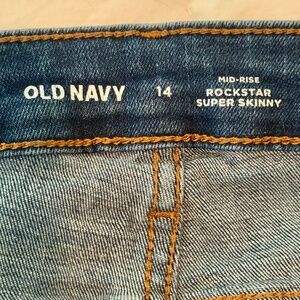 OLD NAVY
14
MID-RISE
ROCKSTAR
SUPER SKINNY